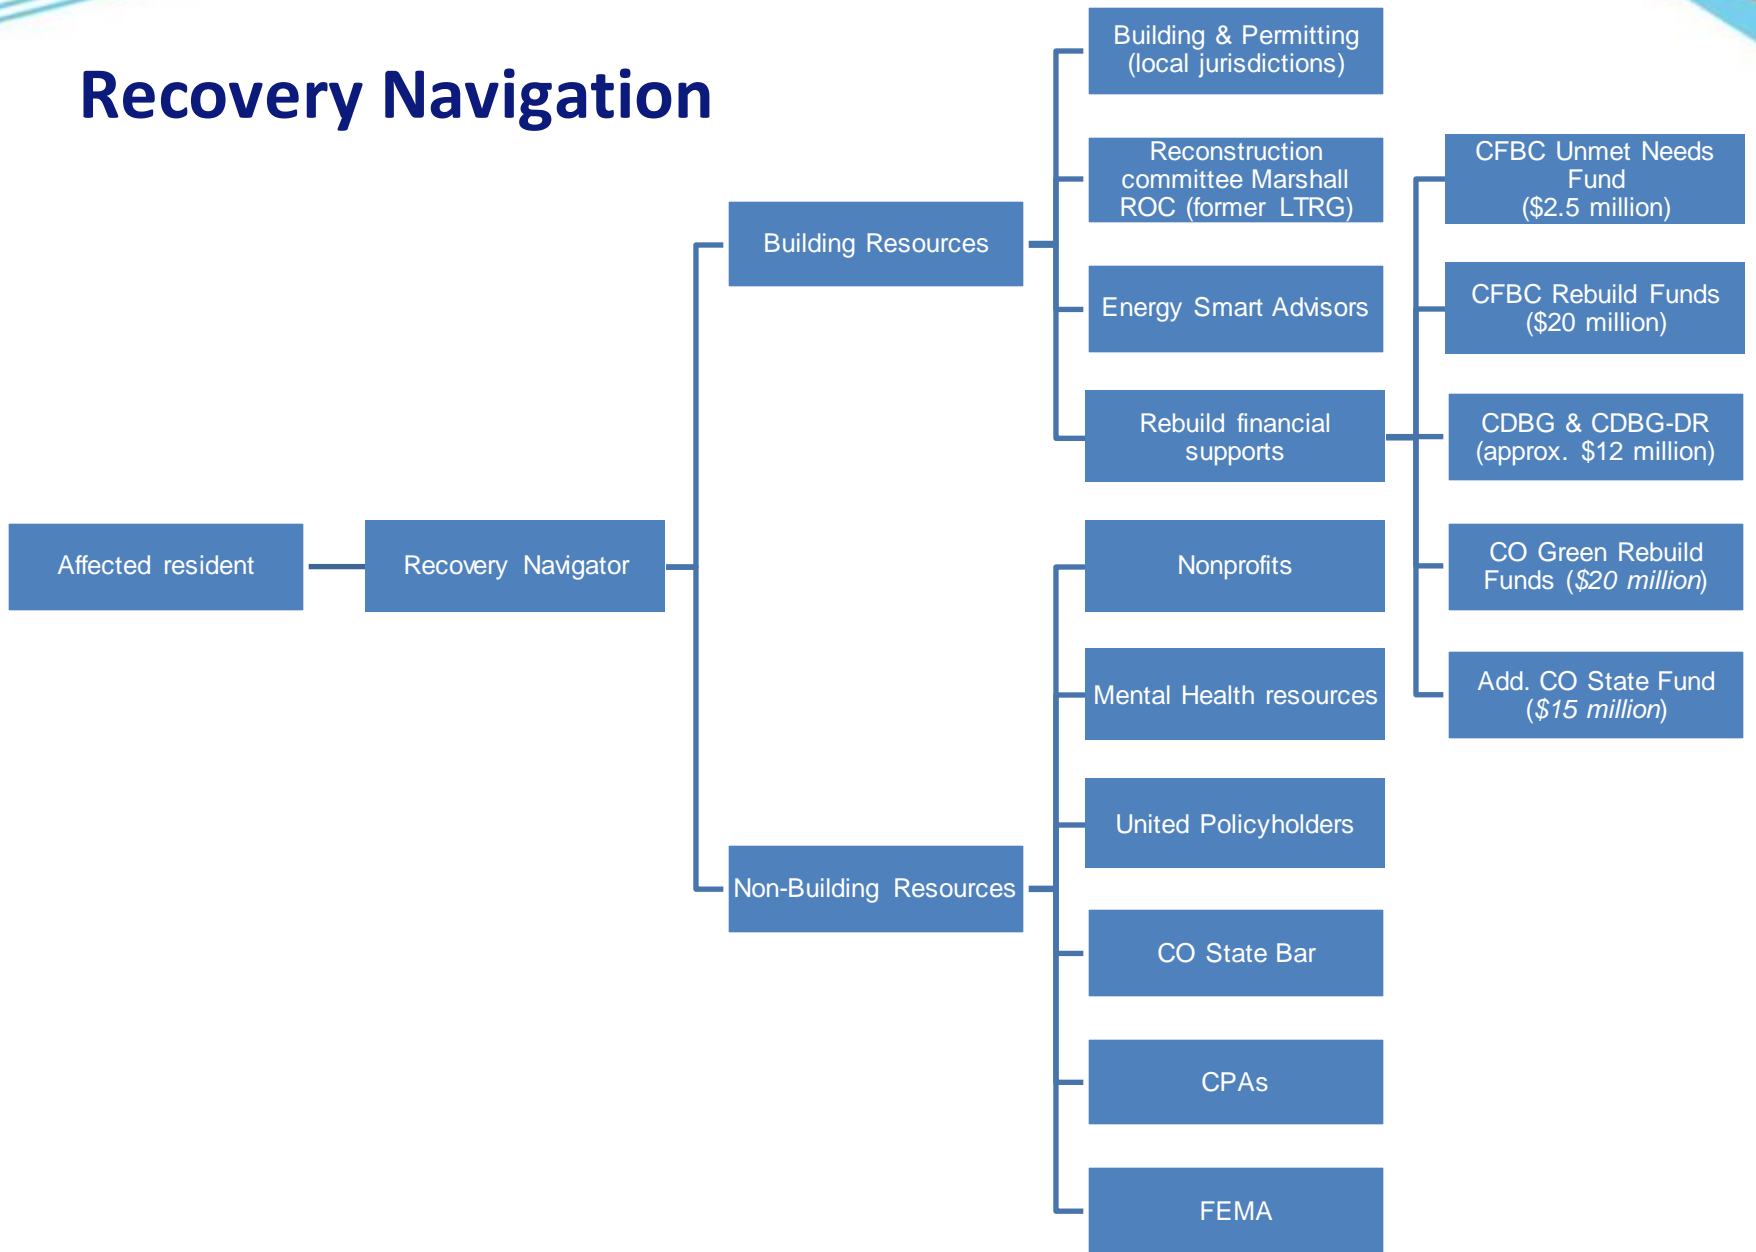 Recovery Navigation
Affected resident
Recovery Navigator
Building Resources
Building & Permitting
(local jurisdictions)
Reconstruction
committee Marshall
ROC (former LTRG)
Energy Smart Advisors
Rebuild financial
supports
CFBC Unmet Needs
Fund
($2.5 million)
CFBC Rebuild Funds
($20 million)
CDBG & CDBG-DR
(approx. $12 million)
CO Green Rebuild
Funds ($20 million)
Add. CO State Fund
($15 million)
Non-Building Resources
Nonprofits
Mental Health resources
United Policyholders
CO State Bar
CPAs
FEMA